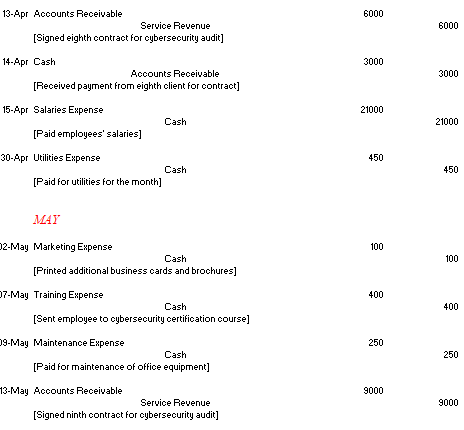 13-Apr Accounts Receivable 6000
Service Revenue 6000
[Signed eighth contract for cybersecurity audit]
14-Apr Cash 3000
Accounts Receivable 3000
[Received payment from eighth client for contract]
15-Apr Salaries Expense 21000
Cash 21000
[Paid employees' salaries]
30-Apr Utilities Expense 450
Cash 450
[Paid for utilities for the month]
MAY
02-May Marketing Expense 100
Cash 100
[Printed additional business cards and brochures]
07-May Training Expense 400
Cash 400
[Sent employee to cybersecurity certification course]
09-May Maintenance Expense 250
Cash 250
[Paid for maintenance of office equipment]
13-May Accounts Receivable 9000
Service Revenue 9000
[Signed ninth contract for cybersecurity audit]